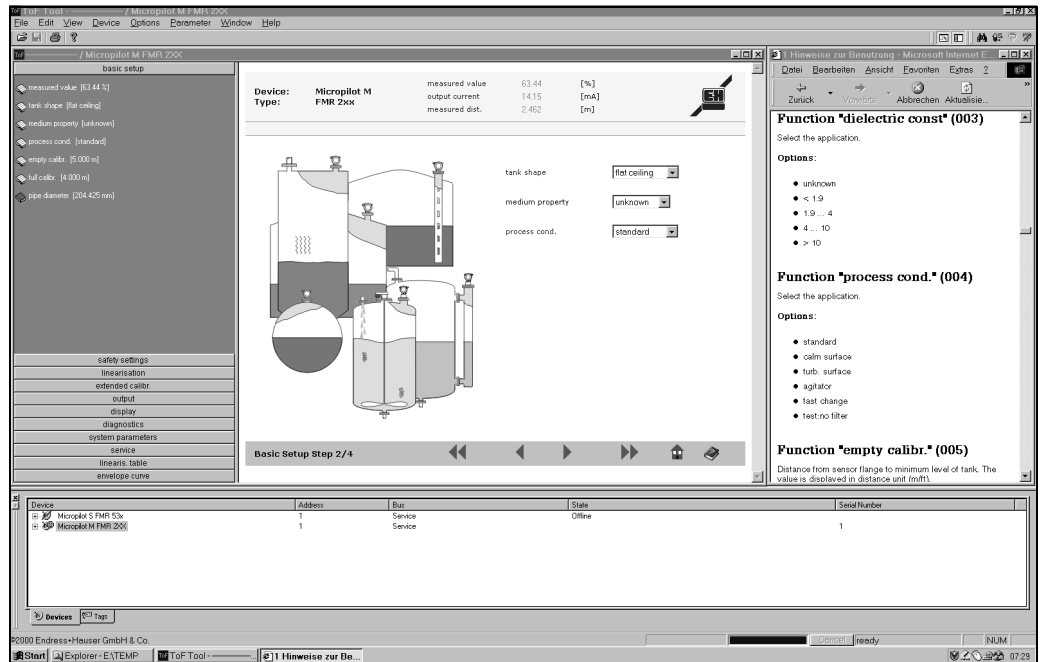 ToF Tool - ———— / Micropilot M FMR 2XX
File Edit View Device Options Parameter Window Help
———— / Micropilot M FMR 2XX
basic setup
measured value [63.44 %]
tank shape [flat ceiling]
medium property [unknown]
process cond. [standard]
empty calibr. [5.000 m]
full calibr. [4.000 m]
pipe diameter [204.425 mm]
safety settings
linearisation
extended calibr.
output
display
diagnostics
system parameters
service
linearis. table
envelope curve
Device: Micropilot M
Type: FMR 2xx
measured value 63.44 [%]
output current 14.15 [mA]
measured dist. 2.462 [m]
EH
tank shape flat ceiling
medium property unknown
process cond. standard
Basic Setup Step 2/4
1 Hinweise zur Benutzung - Microsoft Internet E...
Datei Bearbeiten Ansicht Favoriten Extras ?
Zurück Vorwärts Abbrechen Aktualisie...
Function "dielectric const" (003)
Select the application.
Options:
unknown
< 1.9
1.9 ... 4
4 ... 10
> 10
Function "process cond." (004)
Select the application.
Options:
standard
calm surface
turb. surface
agitator
fast change
test:no filter
Function "empty calibr." (005)
Distance from sensor flange to minimum level of tank. The
value is displayed in distance unit (m/ft).
Device Address Bus State Serial Number
Micropilot S FMR 53x 1 Service Offline
Micropilot M FMR 2XX 1 Service 1
Devices Tags
©2000 Endress+Hauser GmbH & Co.
Cancel ready NUM
Start Explorer - E:\TEMP ToF Tool - ———— ... 1 Hinweise zur Be... 07:29